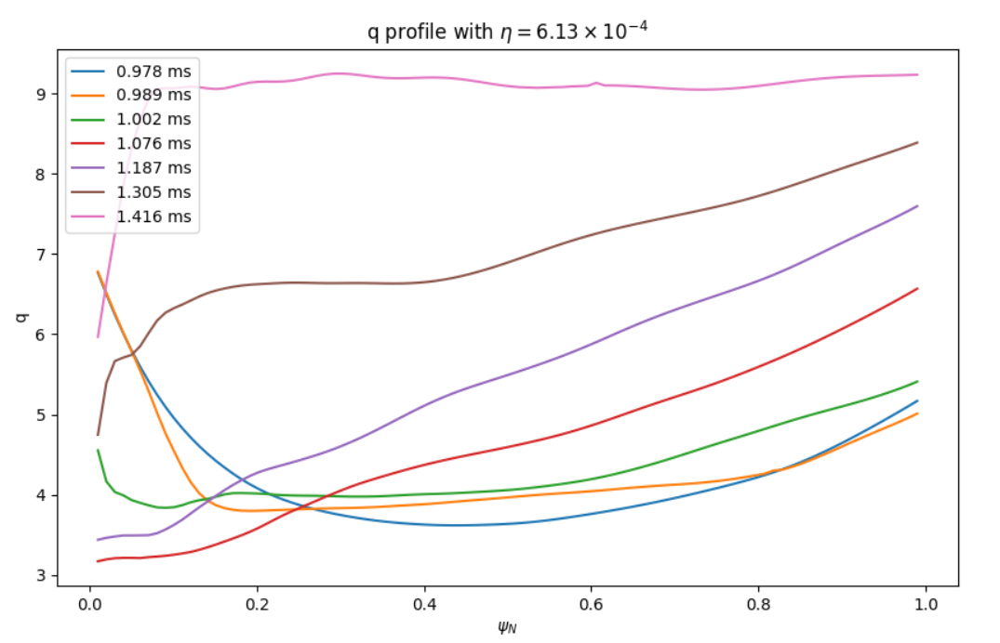 q profile with η = 6.13 × 10⁻⁴
0.978 ms
0.989 ms
1.002 ms
1.076 ms
1.187 ms
1.305 ms
1.416 ms
9
8
7
6
5
4
3
q
0.0 0.2 0.4 0.6 0.8 1.0
ψ_N